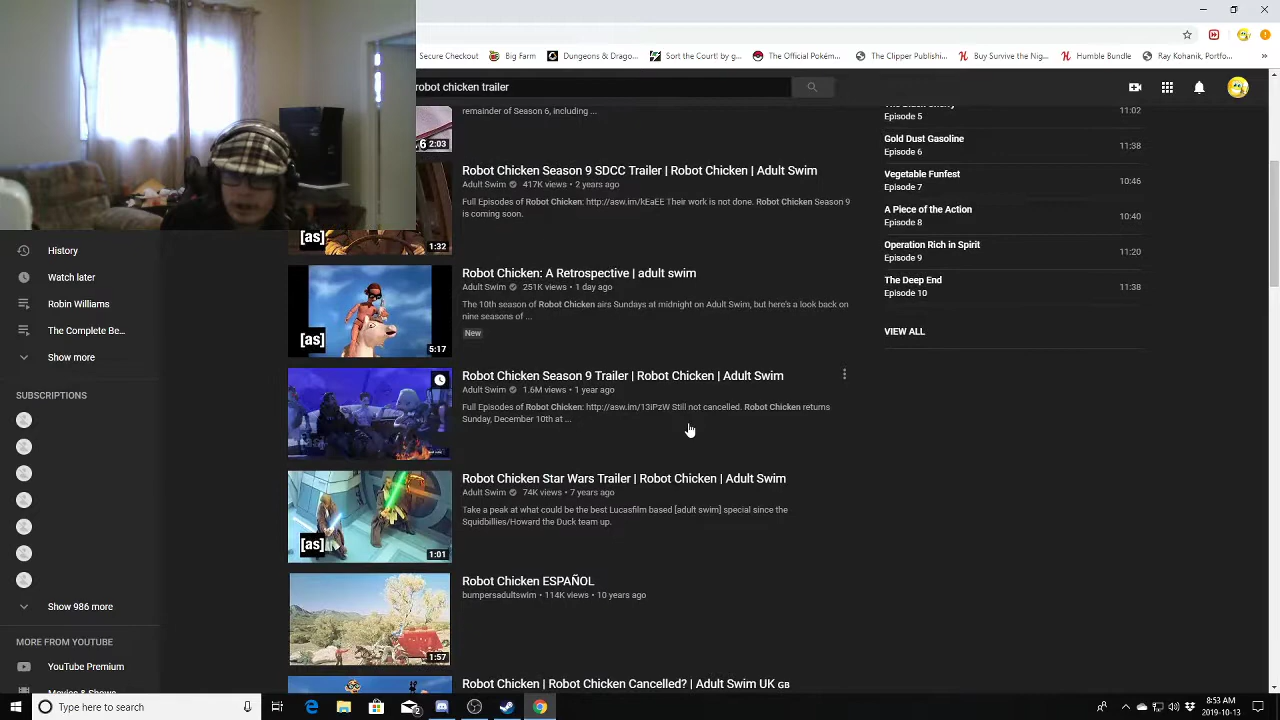 Secure Checkout
Big Farm
Dungeons & Drago...
Sort the Court! by g...
The Official Pokém...
The Clipper Publishi...
Buy Survive the Nig...
Humble Bundle
Ray Kohanik, Portfol...
robot chicken trailer
remainder of Season 6, including ...
2:03
Episode 5
11:02
Gold Dust Gasoline
Episode 6
11:38
Vegetable Funfest
Episode 7
10:46
A Piece of the Action
Episode 8
10:40
Operation Rich in Spirit
Episode 9
11:20
The Deep End
Episode 10
11:38
VIEW ALL
Robot Chicken Season 9 SDCC Trailer | Robot Chicken | Adult Swim
Adult Swim 417K views • 2 years ago
Full Episodes of Robot Chicken: http://asw.im/kEaEE Their work is not done. Robot Chicken Season 9
is coming soon.
[as]
1:32
Robot Chicken: A Retrospective | adult swim
Adult Swim 251K views • 1 day ago
The 10th season of Robot Chicken airs Sundays at midnight on Adult Swim, but here's a look back on
nine seasons of ...
New
[as]
5:17
Robot Chicken Season 9 Trailer | Robot Chicken | Adult Swim
Adult Swim 1.6M views • 1 year ago
Full Episodes of Robot Chicken: http://asw.im/13iPzW Still not cancelled. Robot Chicken returns
Sunday, December 10th at ...
Robot Chicken Star Wars Trailer | Robot Chicken | Adult Swim
Adult Swim 74K views • 7 years ago
Take a peak at what could be the best Lucasfilm based [adult swim] special since the
Squidbillies/Howard the Duck team up.
[as]
1:01
Robot Chicken ESPAÑOL
bumpersadultswim • 114K views • 10 years ago
1:57
Robot Chicken | Robot Chicken Cancelled? | Adult Swim UK GB
History
Watch later
Robin Williams
The Complete Be...
Show more
SUBSCRIPTIONS
Show 986 more
MORE FROM YOUTUBE
YouTube Premium
Movies & Shows
Type here to search
8:53 AM
2019-10-13